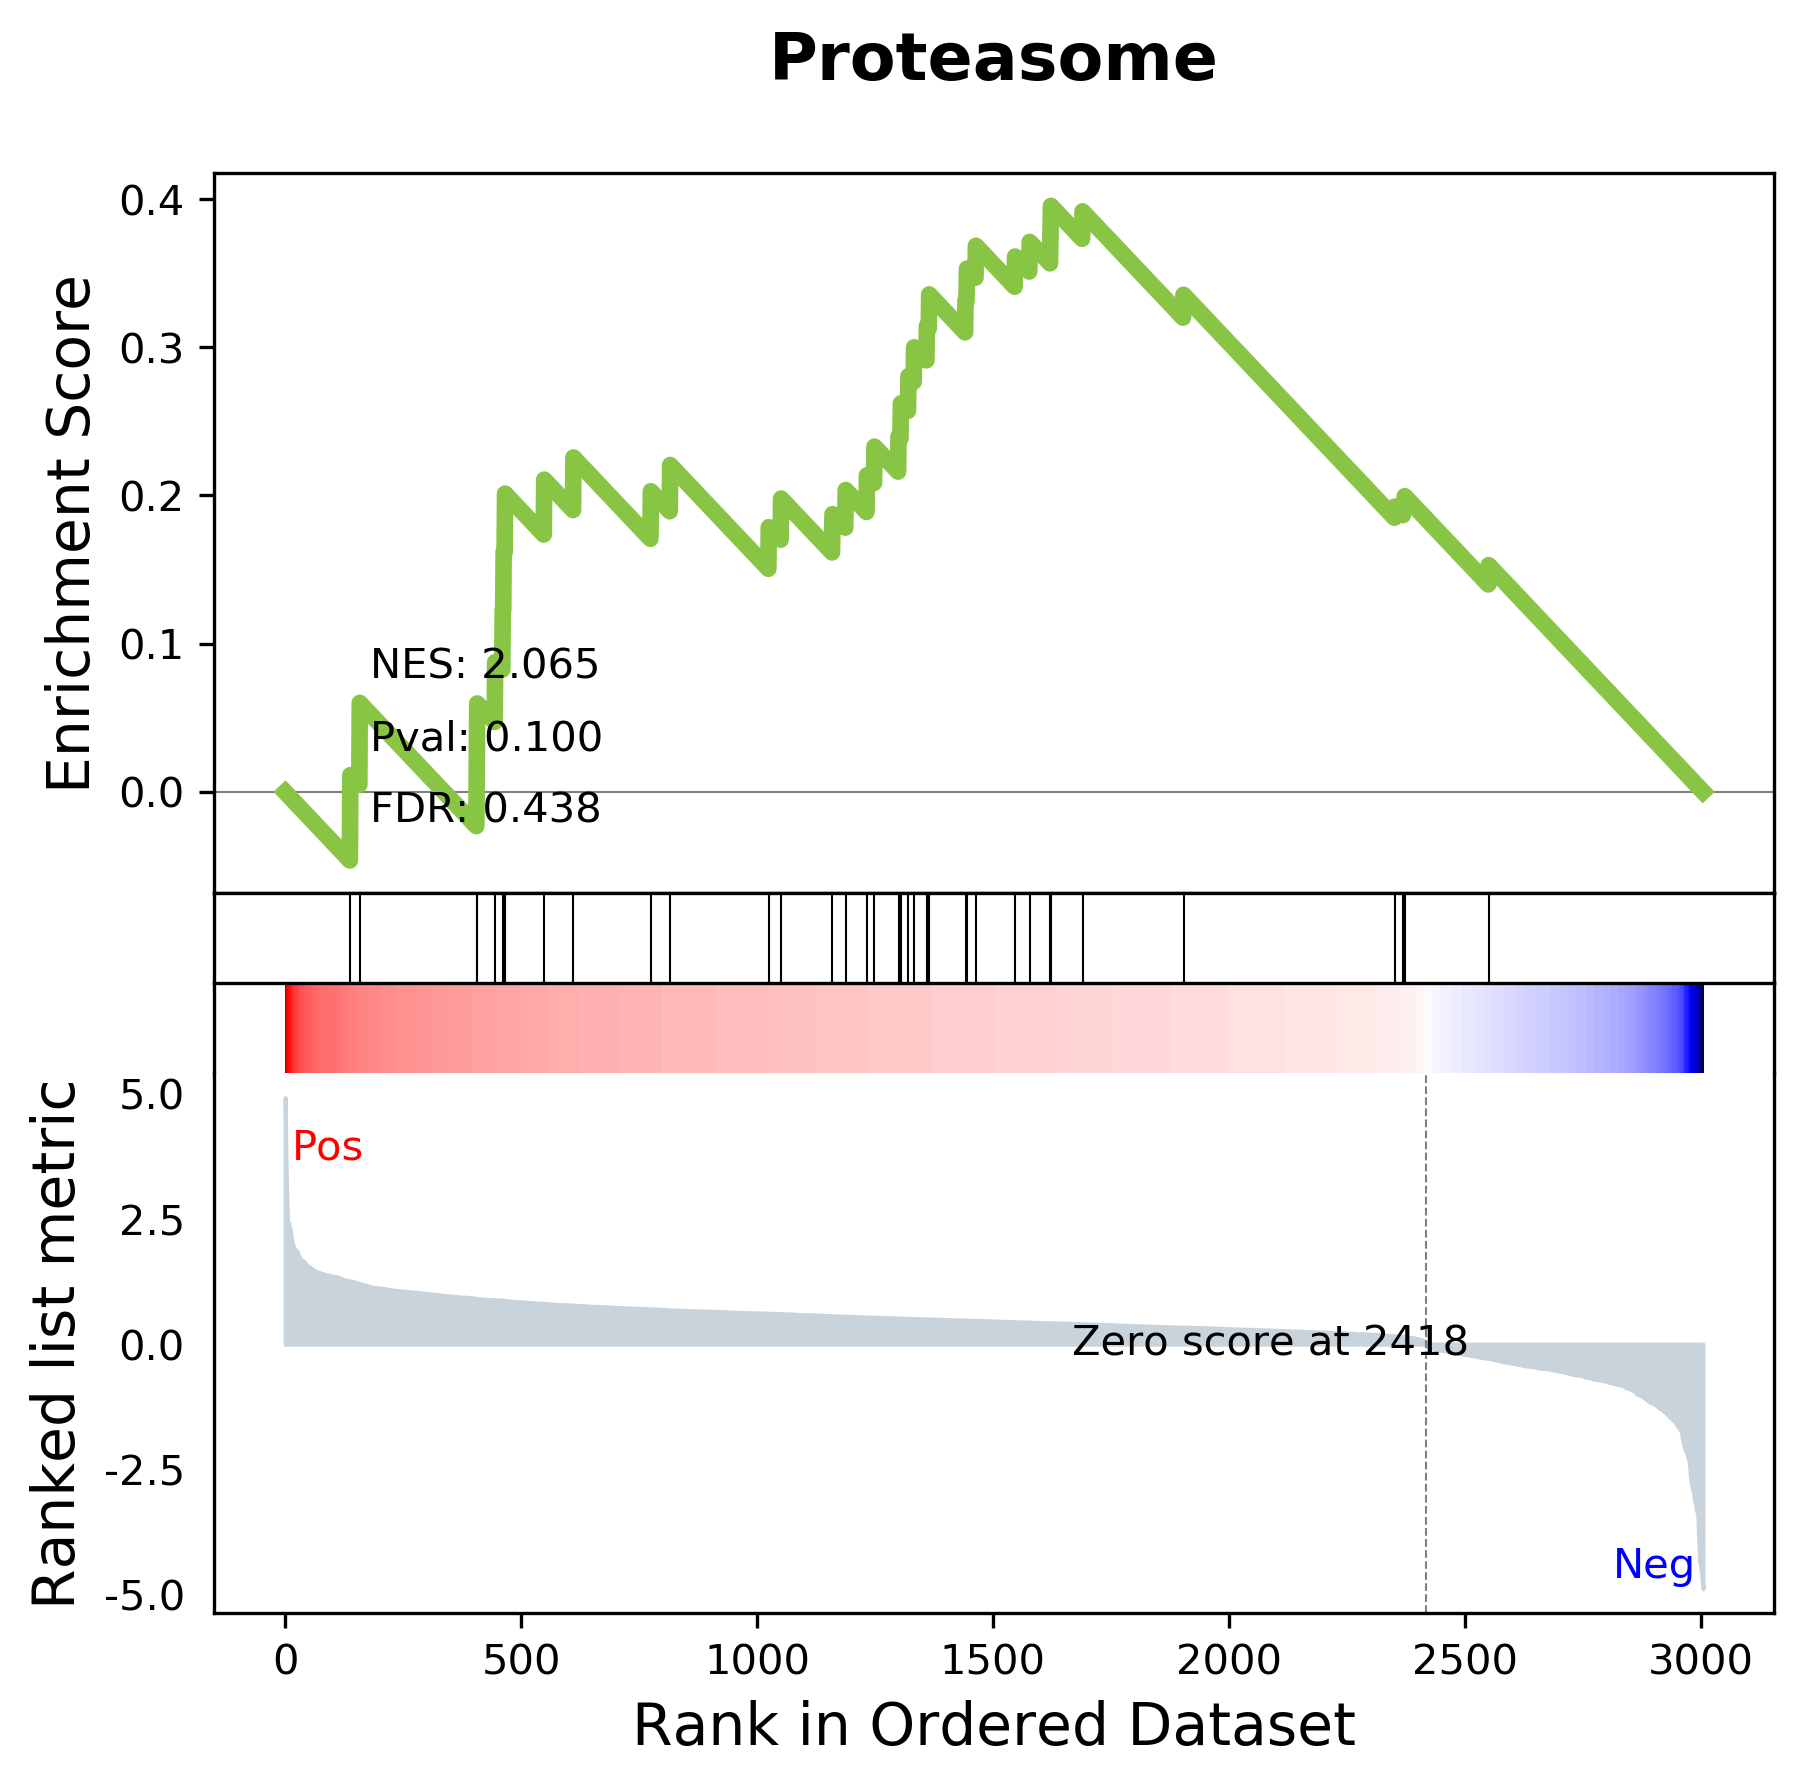 Proteasome
Enrichment Score
0.4
0.3
0.2
0.1
0.0
NES: 2.065
Pval: 0.100
FDR: 0.438
Ranked list metric
5.0
2.5
0.0
-2.5
-5.0
Pos
Zero score at 2418
Neg
0 500 1000 1500 2000 2500 3000
Rank in Ordered Dataset